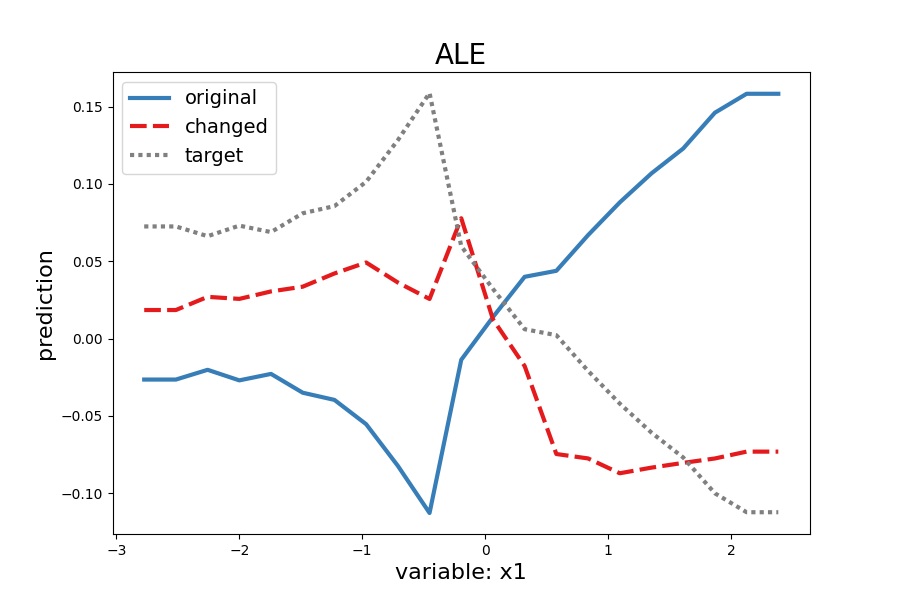 ALE
original
changed
target
prediction
0.15
0.10
0.05
0.00
−0.05
−0.10
−3
−2
−1
0
1
2
variable: x1